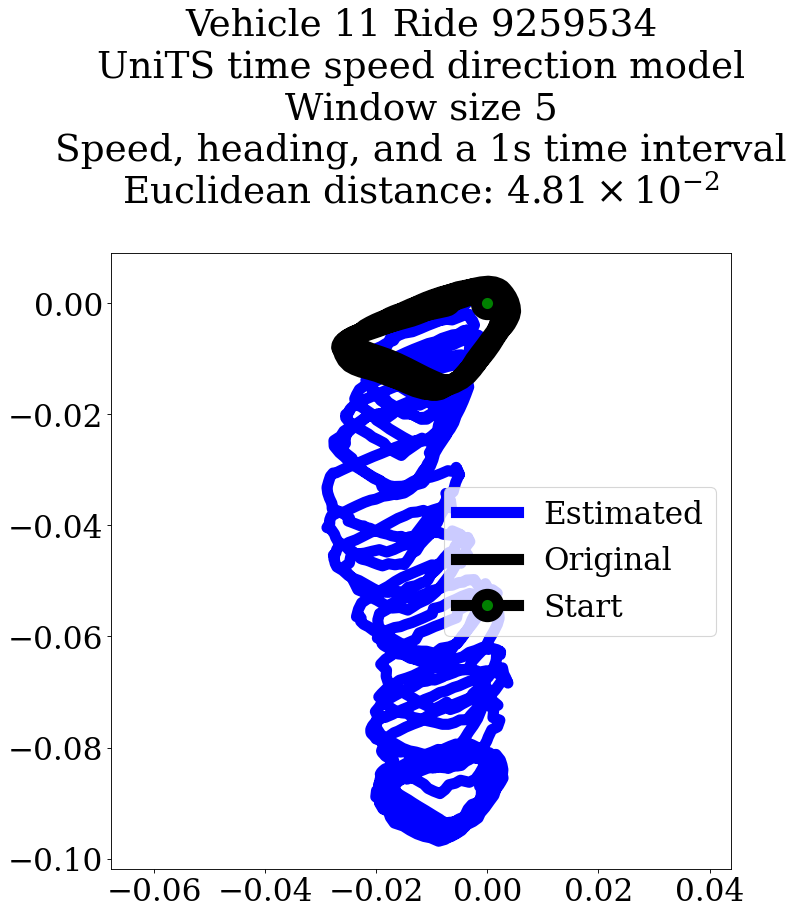 Vehicle 11 Ride 9259534
UniTS time speed direction model
Window size 5
Speed, heading, and a 1s time interval
Euclidean distance: 4.81 × 10⁻²
0.00
−0.02
−0.04
−0.06
−0.08
−0.10
Estimated
Original
Start
−0.06 −0.04 −0.02 0.00 0.02 0.04